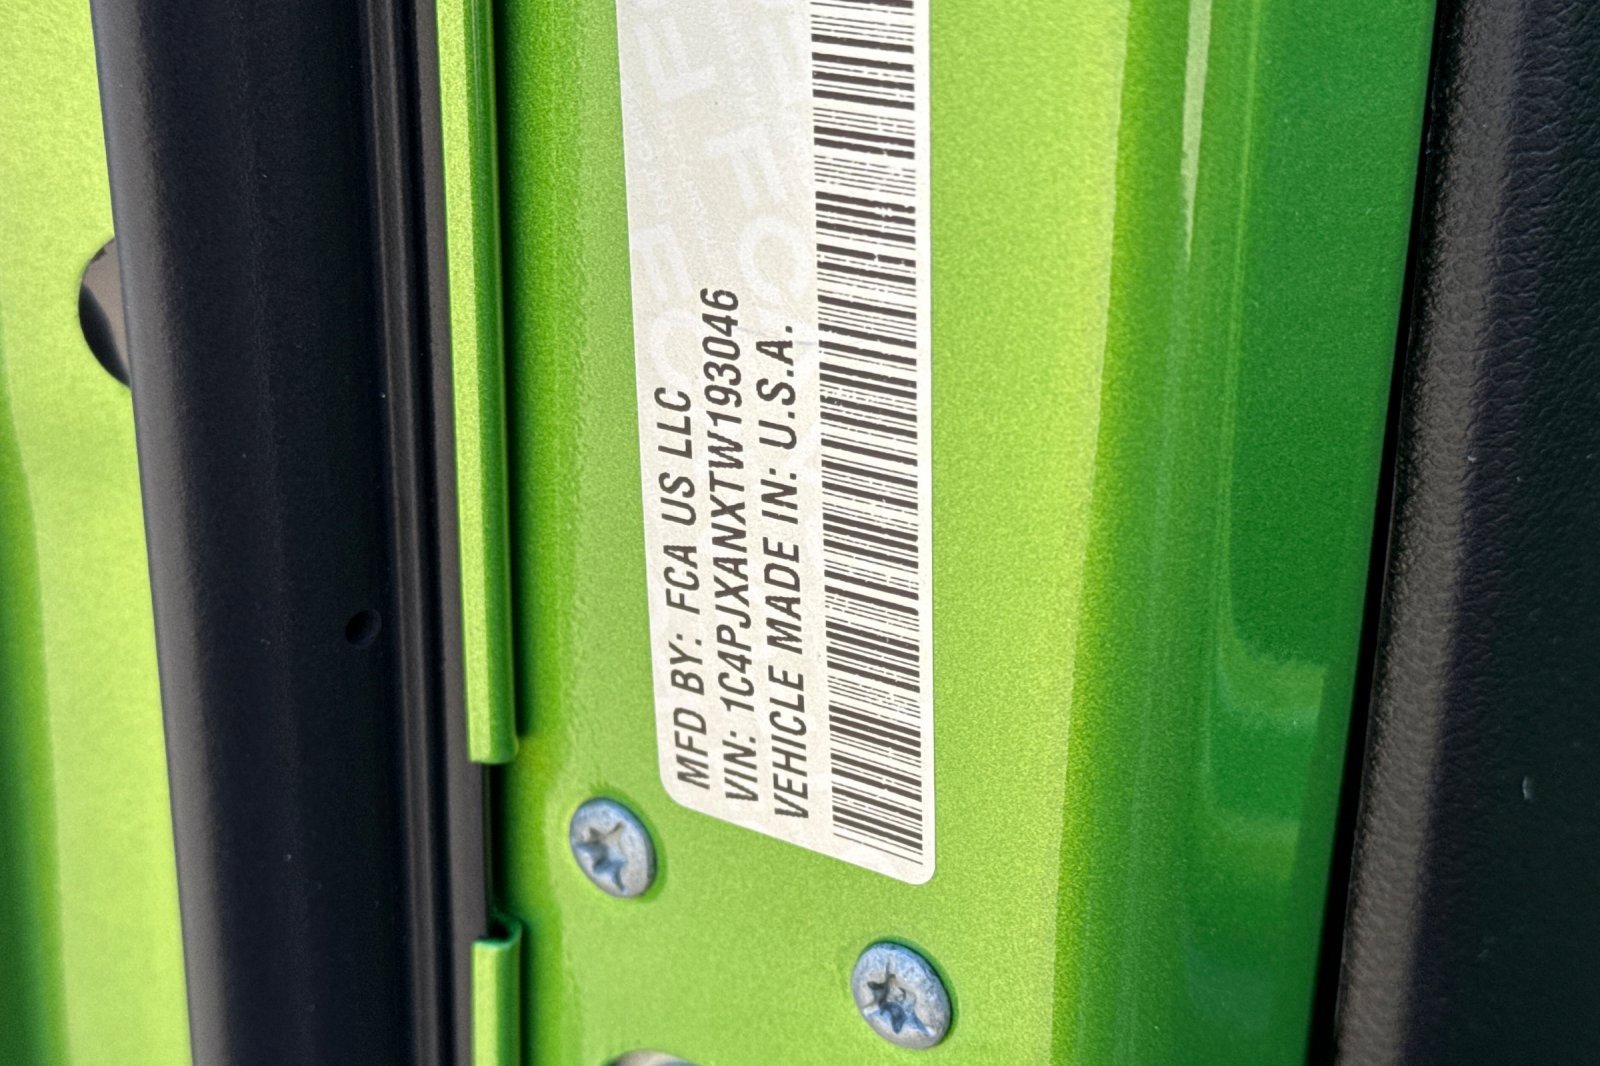 MFD BY: FCA US LLC
VIN: 1C4PJXANXTW193046
VEHICLE MADE IN: U.S.A.